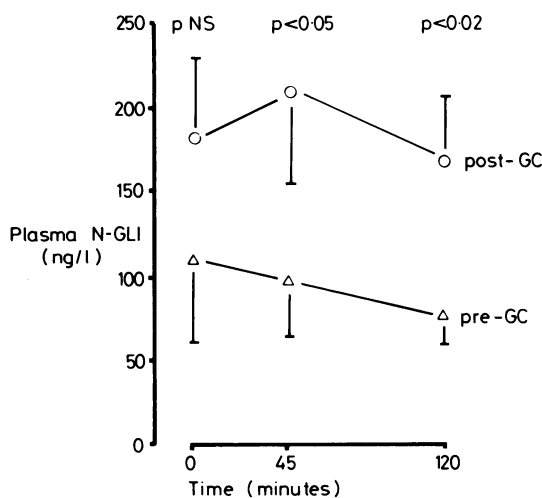 250
p NS
p<0·05
p<0·02
200
post-GC
150
Plasma N-GLI
(ng/l)
100
pre-GC
50
0
0
45
120
Time (minutes)